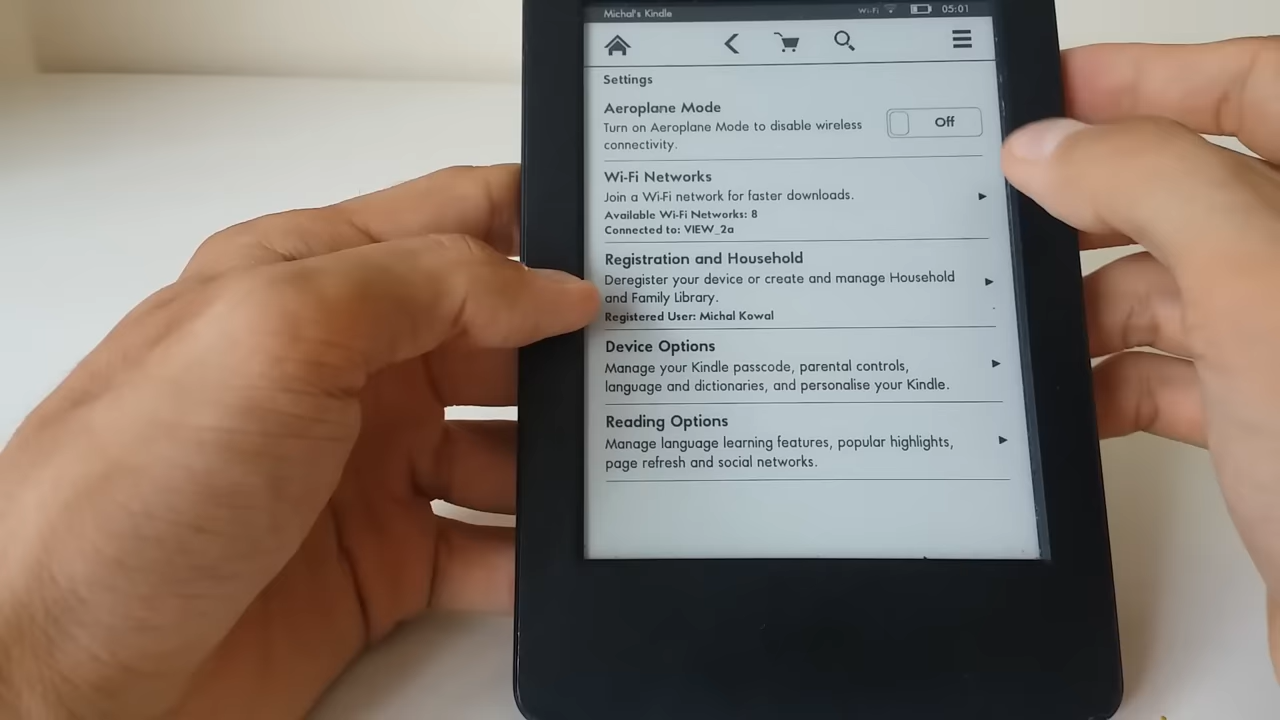 Michal's Kindle
Wi-Fi 05:01
Settings
Aeroplane Mode
Turn on Aeroplane Mode to disable wireless
connectivity.
Off
Wi-Fi Networks
Join a Wi-Fi network for faster downloads.
Available Wi-Fi Networks: 8
Connected to: VIEW_2a
Registration and Household
Deregister your device or create and manage Household
and Family Library.
Registered User: Michal Kowal
Device Options
Manage your Kindle passcode, parental controls,
language and dictionaries, and personalise your Kindle.
Reading Options
Manage language learning features, popular highlights,
page refresh and social networks.